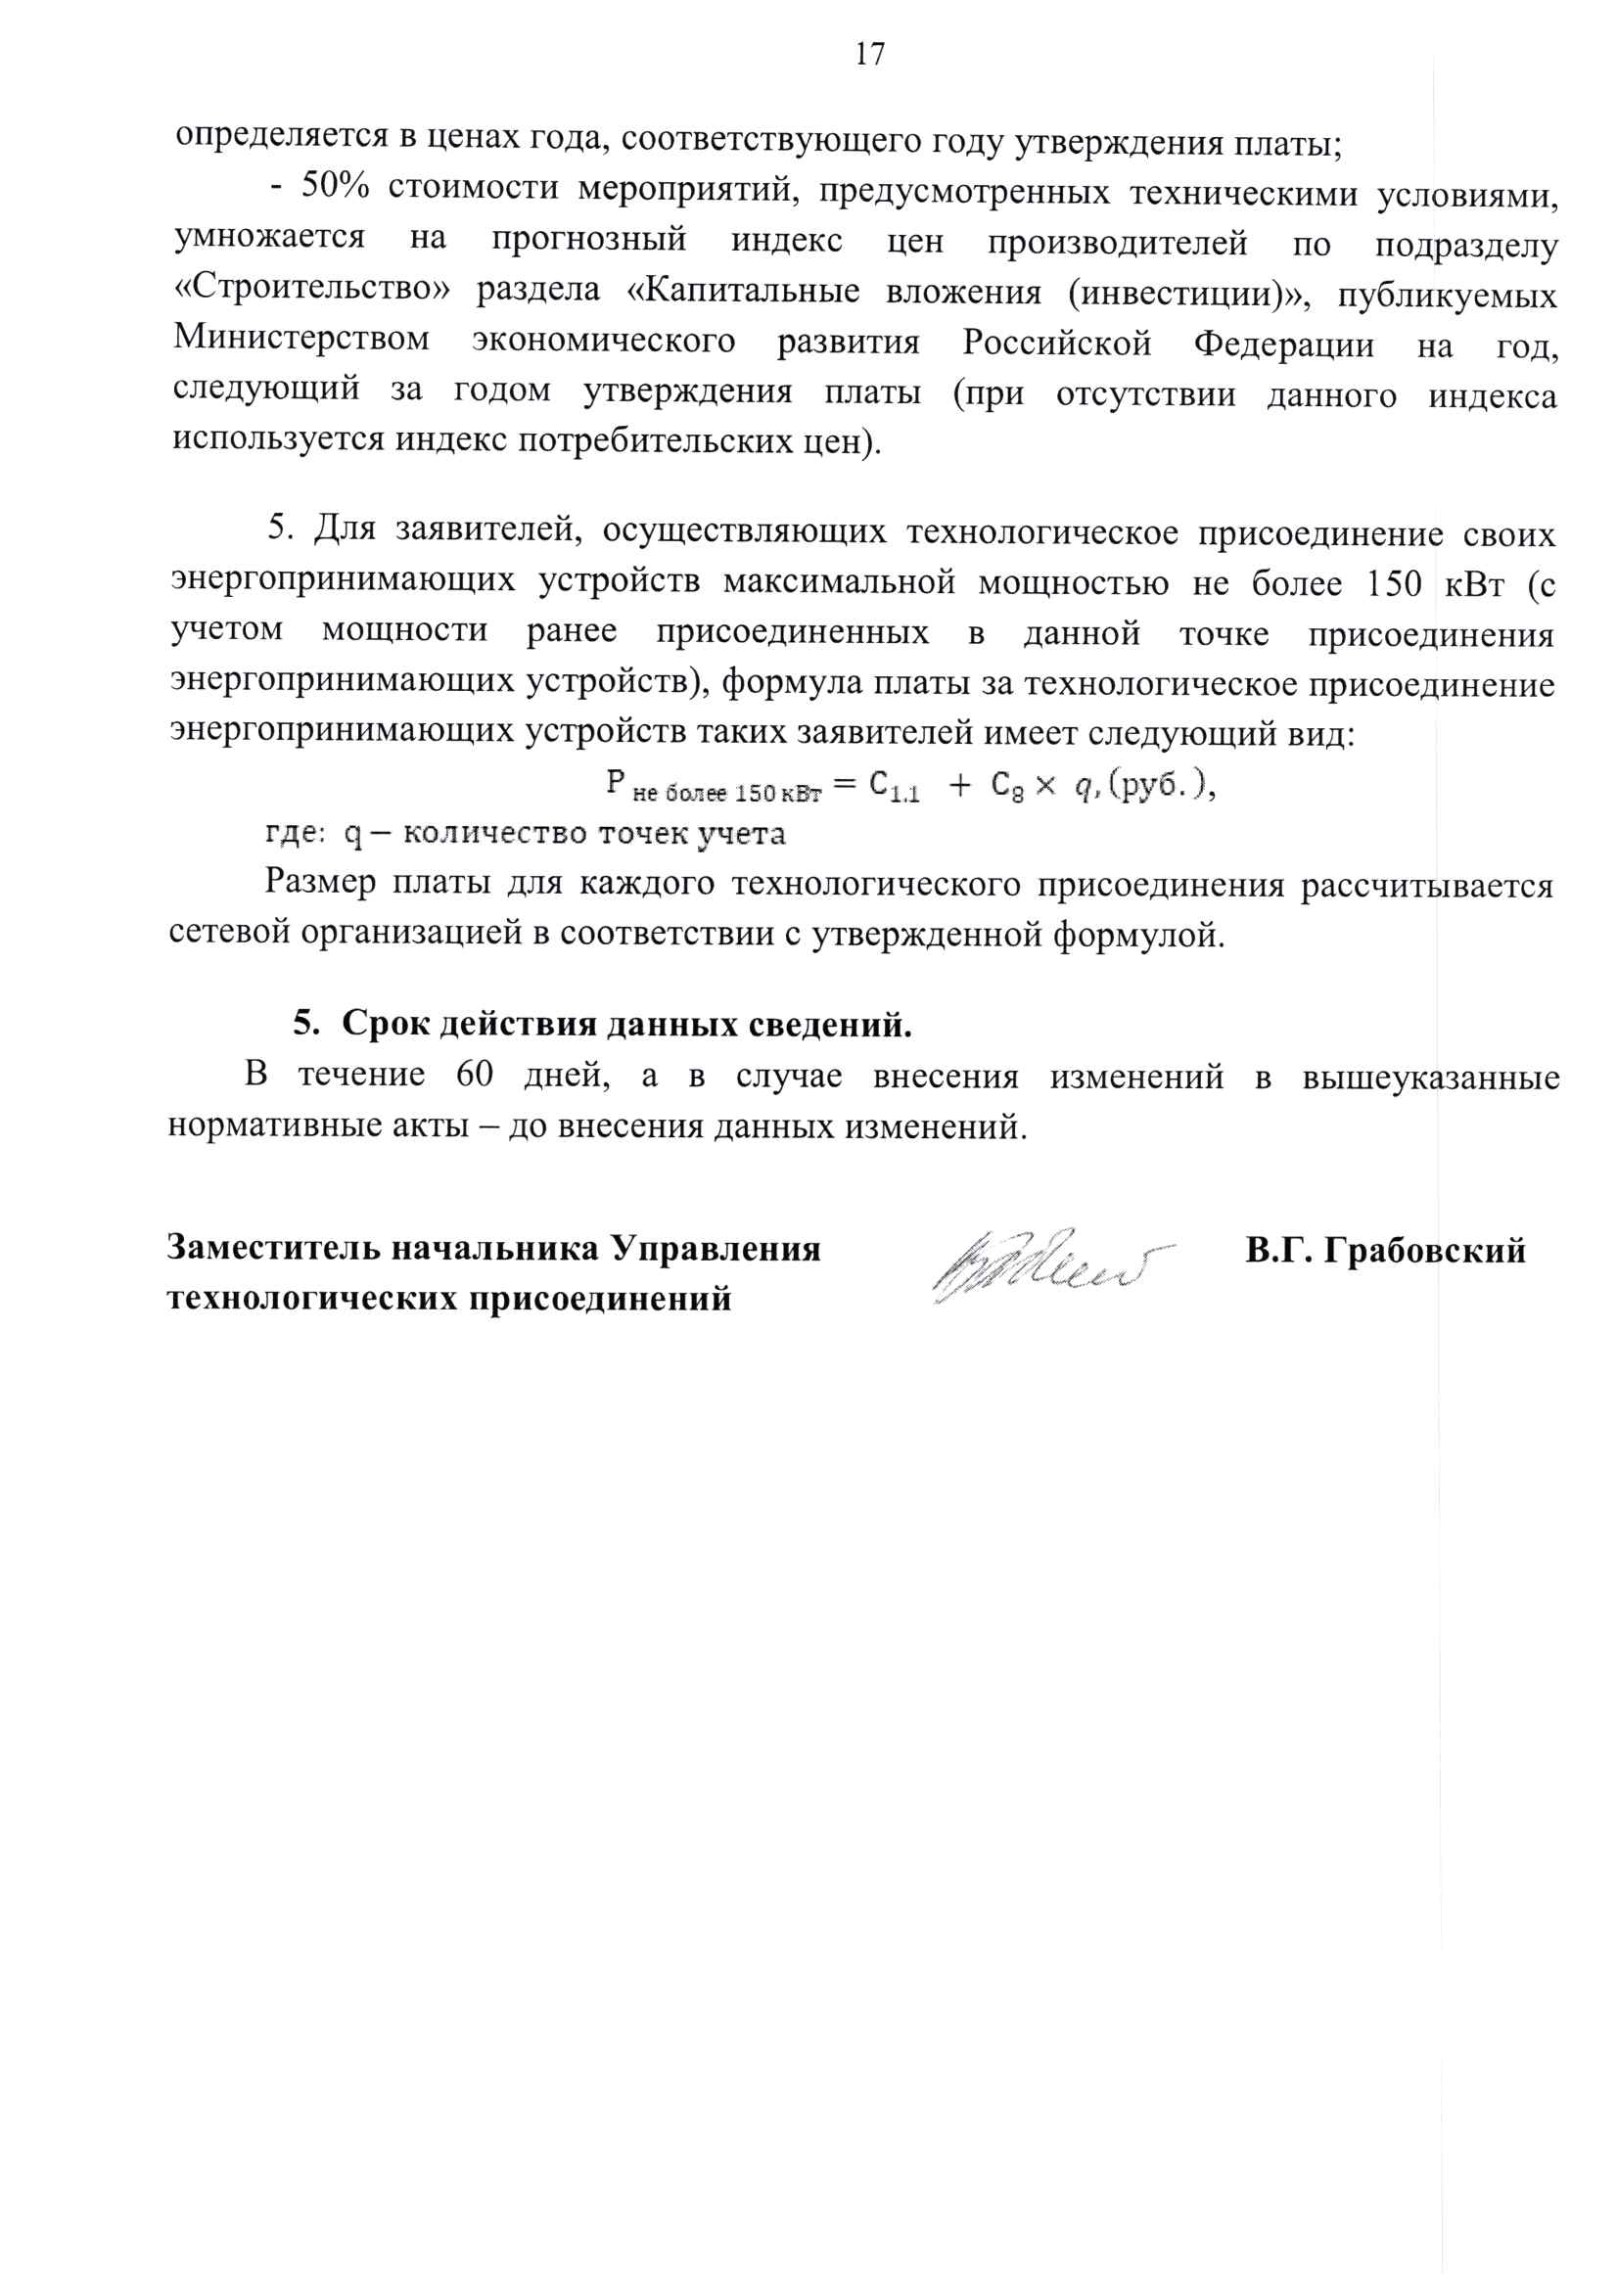 17
определяется в ценах года, соответствующего году утверждения платы;
- 50% стоимости мероприятий, предусмотренных техническими условиями,
умножается на прогнозный индекс цен производителей по подразделу
«Строительство» раздела «Капитальные вложения (инвестиции)», публикуемых
Министерством экономического развития Российской Федерации на год,
следующий за годом утверждения платы (при отсутствии данного индекса
используется индекс потребительских цен).
5. Для заявителей, осуществляющих технологическое присоединение своих
энергопринимающих устройств максимальной мощностью не более 150 кВт (с
учетом мощности ранее присоединенных в данной точке присоединения
энергопринимающих устройств), формула платы за технологическое присоединение
энергопринимающих устройств таких заявителей имеет следующий вид:
P не более 150 кВт = C1.1 + C8 × q, (руб.),
где: q – количество точек учета
Размер платы для каждого технологического присоединения рассчитывается
сетевой организацией в соответствии с утвержденной формулой.
5. Срок действия данных сведений.
В течение 60 дней, а в случае внесения изменений в вышеуказанные
нормативные акты – до внесения данных изменений.
Заместитель начальника Управления В.Г. Грабовский
технологических присоединений